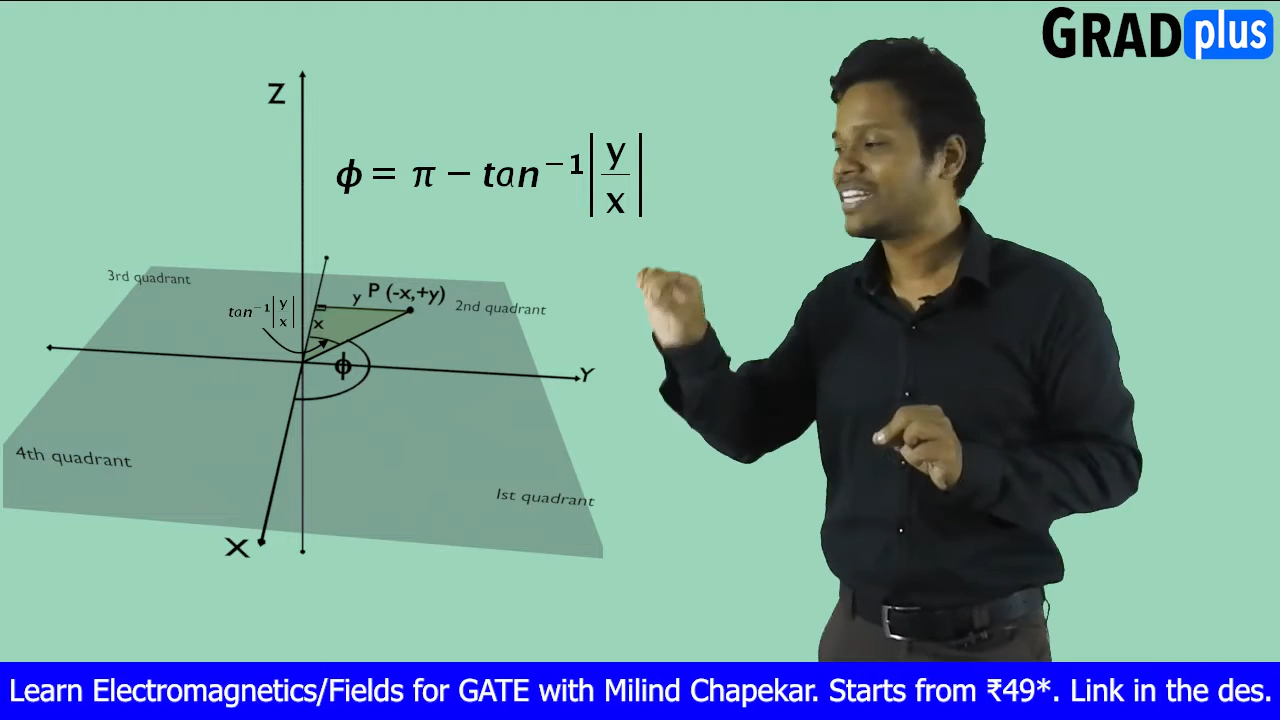 GRADplus
Z
ϕ = π − tan⁻¹|y/x|
3rd quadrant
tan⁻¹|y/x|
y P (-x,+y)
2nd quadrant
x
ϕ
Y
4th quadrant
1st quadrant
X
Learn Electromagnetics/Fields for GATE with Milind Chapekar. Starts from ₹49*. Link in the des.